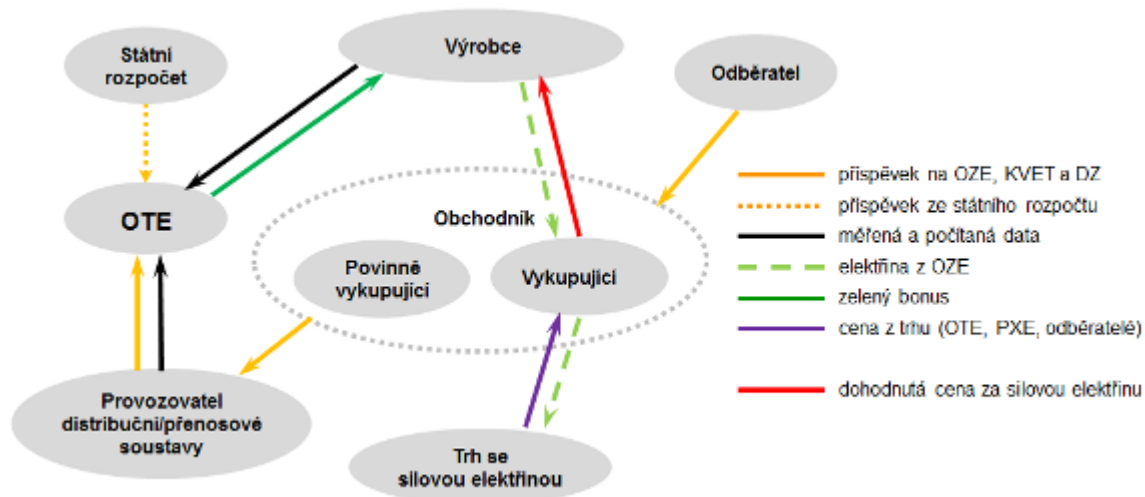 Státní
rozpočet
Výrobce
Odběratel
OTE
Obchodník
Povinně
vykupující
Vykupující
Provozovatel
distribuční/přenosové
soustavy
Trh se
silovou elektřinou
příspěvek na OZE, KVET a DZ
příspěvek ze státního rozpočtu
měřená a počítaná data
elektřina z OZE
zelený bonus
cena z trhu (OTE, PXE, odběratelé)
dohodnutá cena za silovou elektřinu